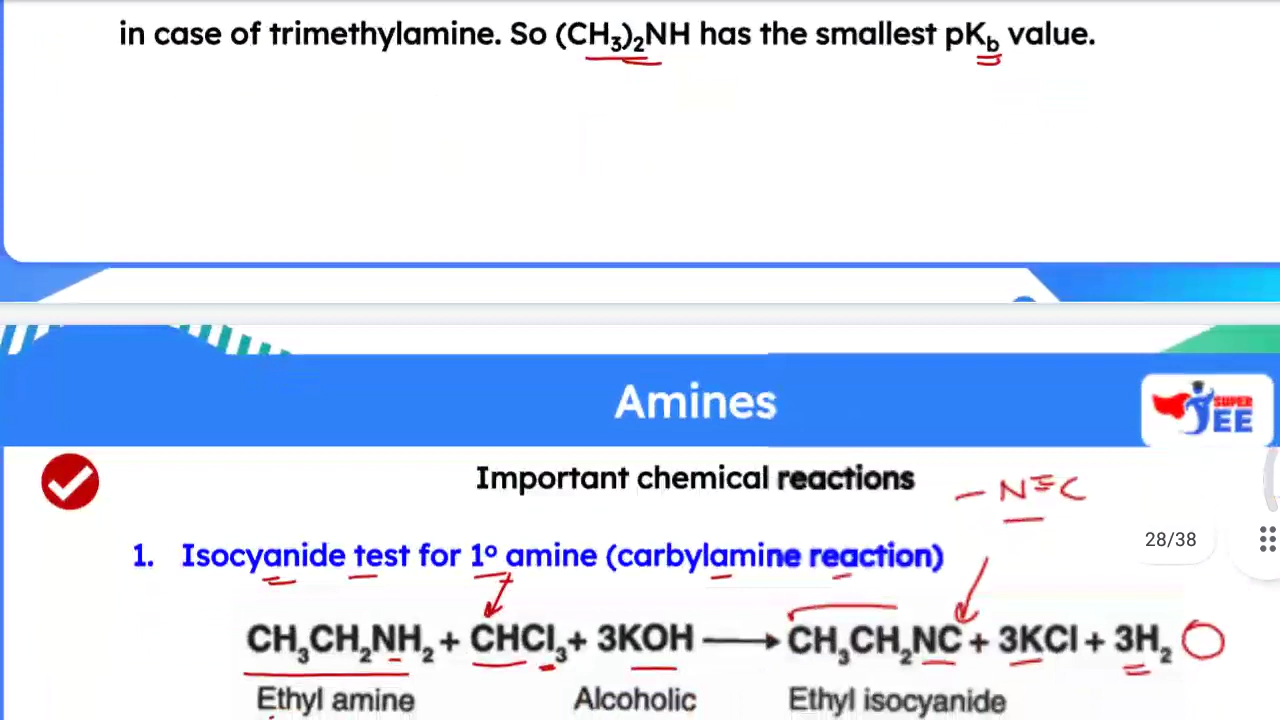 in case of trimethylamine. So (CH₃)₂NH has the smallest pK_b value.
Amines
SUPER
JEE
Important chemical reactions
–N≡C
28/38
1. Isocyanide test for 1° amine (carbylamine reaction)
CH₃CH₂NH₂ + CHCl₃ + 3KOH ⟶ CH₃CH₂NC + 3KCl + 3H₂O
Ethyl amine Alcoholic Ethyl isocyanide